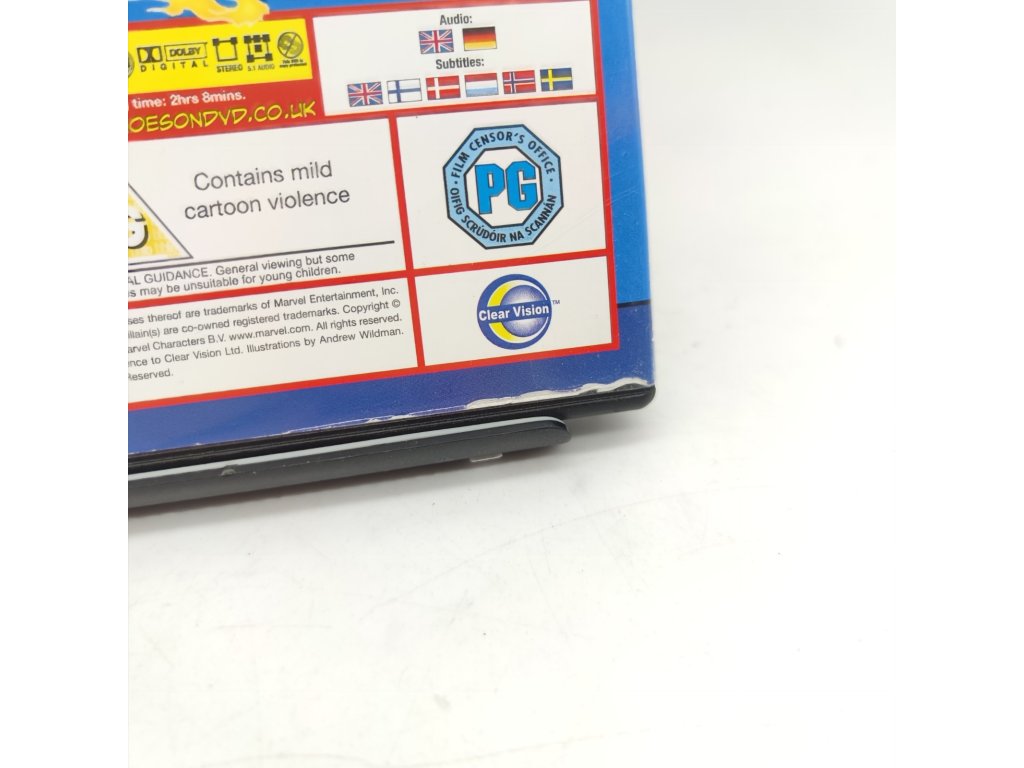 Audio:
DOLBY
DIGITAL
STEREO
5.1 AUDIO
Subtitles:
time: 2hrs 8mins.
OESONDVD.CO.UK
Contains mild
cartoon violence
· FILM CENSOR'S OFFICE ·
PG
OIFIG SCRÚDÓIR NA SCANNÁN
AL GUIDANCE. General viewing but some
s may be unsuitable for young children.
ses thereof are trademarks of Marvel Entertainment, Inc.
illain(s) are co-owned registered trademarks. Copyright ©
arvel Characters B.V. www.marvel.com. All rights reserved.
nce to Clear Vision Ltd. Illustrations by Andrew Wildman.
Reserved.
Clear Vision™